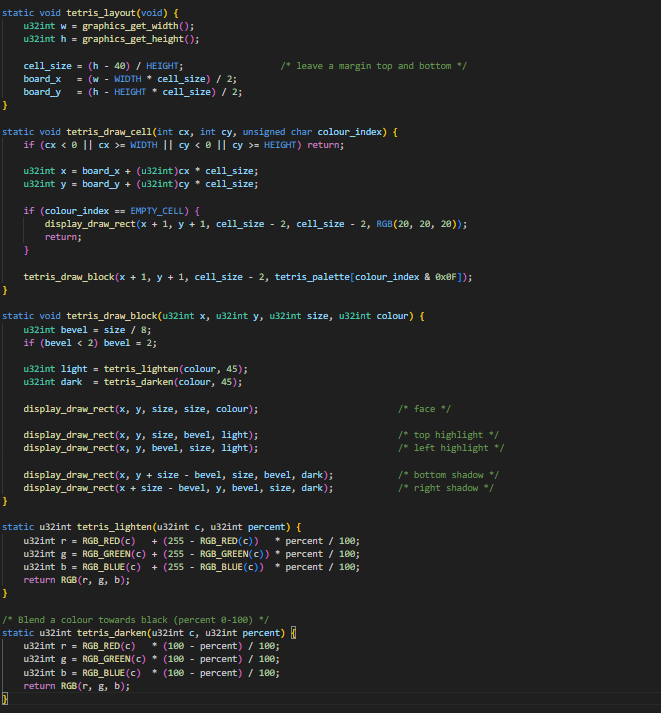 static void tetris_layout(void) {
    u32int w = graphics_get_width();
    u32int h = graphics_get_height();

    cell_size = (h - 40) / HEIGHT;                /* leave a margin top and bottom */
    board_x   = (w - WIDTH * cell_size) / 2;
    board_y   = (h - HEIGHT * cell_size) / 2;
}

static void tetris_draw_cell(int cx, int cy, unsigned char colour_index) {
    if (cx < 0 || cx >= WIDTH || cy < 0 || cy >= HEIGHT) return;

    u32int x = board_x + (u32int)cx * cell_size;
    u32int y = board_y + (u32int)cy * cell_size;

    if (colour_index == EMPTY_CELL) {
        display_draw_rect(x + 1, y + 1, cell_size - 2, cell_size - 2, RGB(20, 20, 20));
        return;
    }

    tetris_draw_block(x + 1, y + 1, cell_size - 2, tetris_palette[colour_index & 0x0F]);
}

static void tetris_draw_block(u32int x, u32int y, u32int size, u32int colour) {
    u32int bevel = size / 8;
    if (bevel < 2) bevel = 2;

    u32int light = tetris_lighten(colour, 45);
    u32int dark  = tetris_darken(colour, 45);

    display_draw_rect(x, y, size, size, colour);                        /* face */

    display_draw_rect(x, y, size, bevel, light);                        /* top highlight */
    display_draw_rect(x, y, bevel, size, light);                        /* left highlight */

    display_draw_rect(x, y + size - bevel, size, bevel, dark);          /* bottom shadow */
    display_draw_rect(x + size - bevel, y, bevel, size, dark);          /* right shadow */
}

static u32int tetris_lighten(u32int c, u32int percent) {
    u32int r = RGB_RED(c)   + (255 - RGB_RED(c))   * percent / 100;
    u32int g = RGB_GREEN(c) + (255 - RGB_GREEN(c)) * percent / 100;
    u32int b = RGB_BLUE(c)  + (255 - RGB_BLUE(c))  * percent / 100;
    return RGB(r, g, b);
}

/* Blend a colour towards black (percent 0-100) */
static u32int tetris_darken(u32int c, u32int percent) {
    u32int r = RGB_RED(c)   * (100 - percent) / 100;
    u32int g = RGB_GREEN(c) * (100 - percent) / 100;
    u32int b = RGB_BLUE(c)  * (100 - percent) / 100;
    return RGB(r, g, b);
}